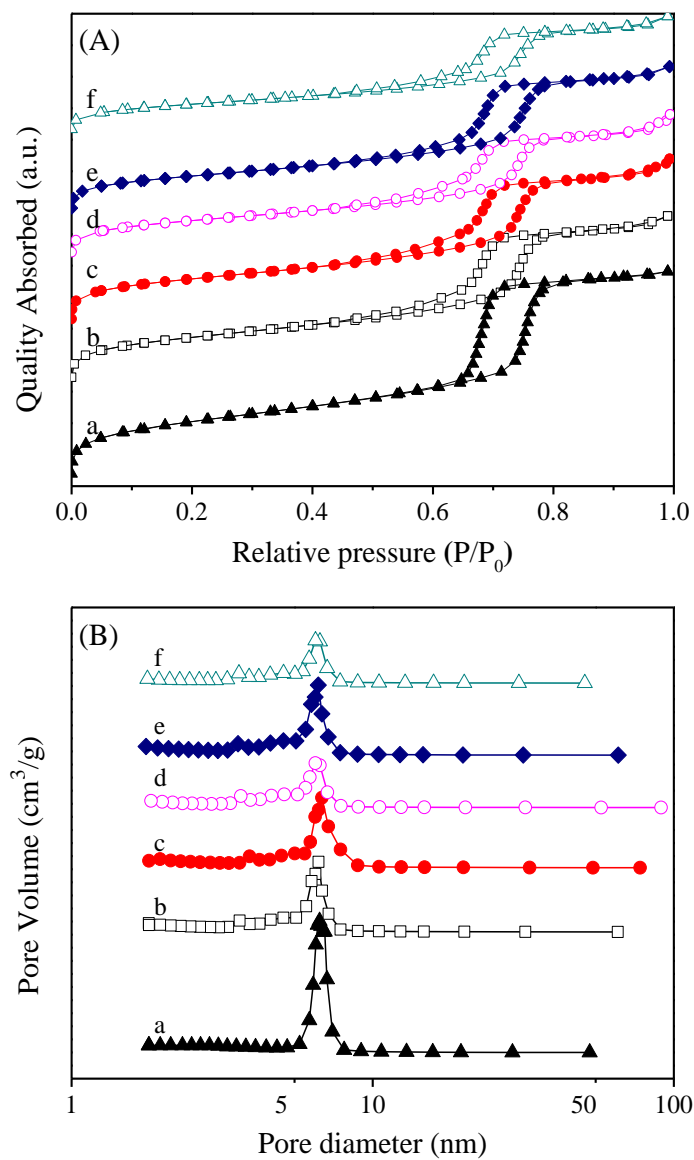 (A)
f
e
d
c
b
a
Quality Absorbed (a.u.)
0.0 0.2 0.4 0.6 0.8 1.0
Relative pressure (P/P₀)
(B)
f
e
d
c
b
a
Pore Volume (cm³/g)
1 5 10 50 100
Pore diameter (nm)